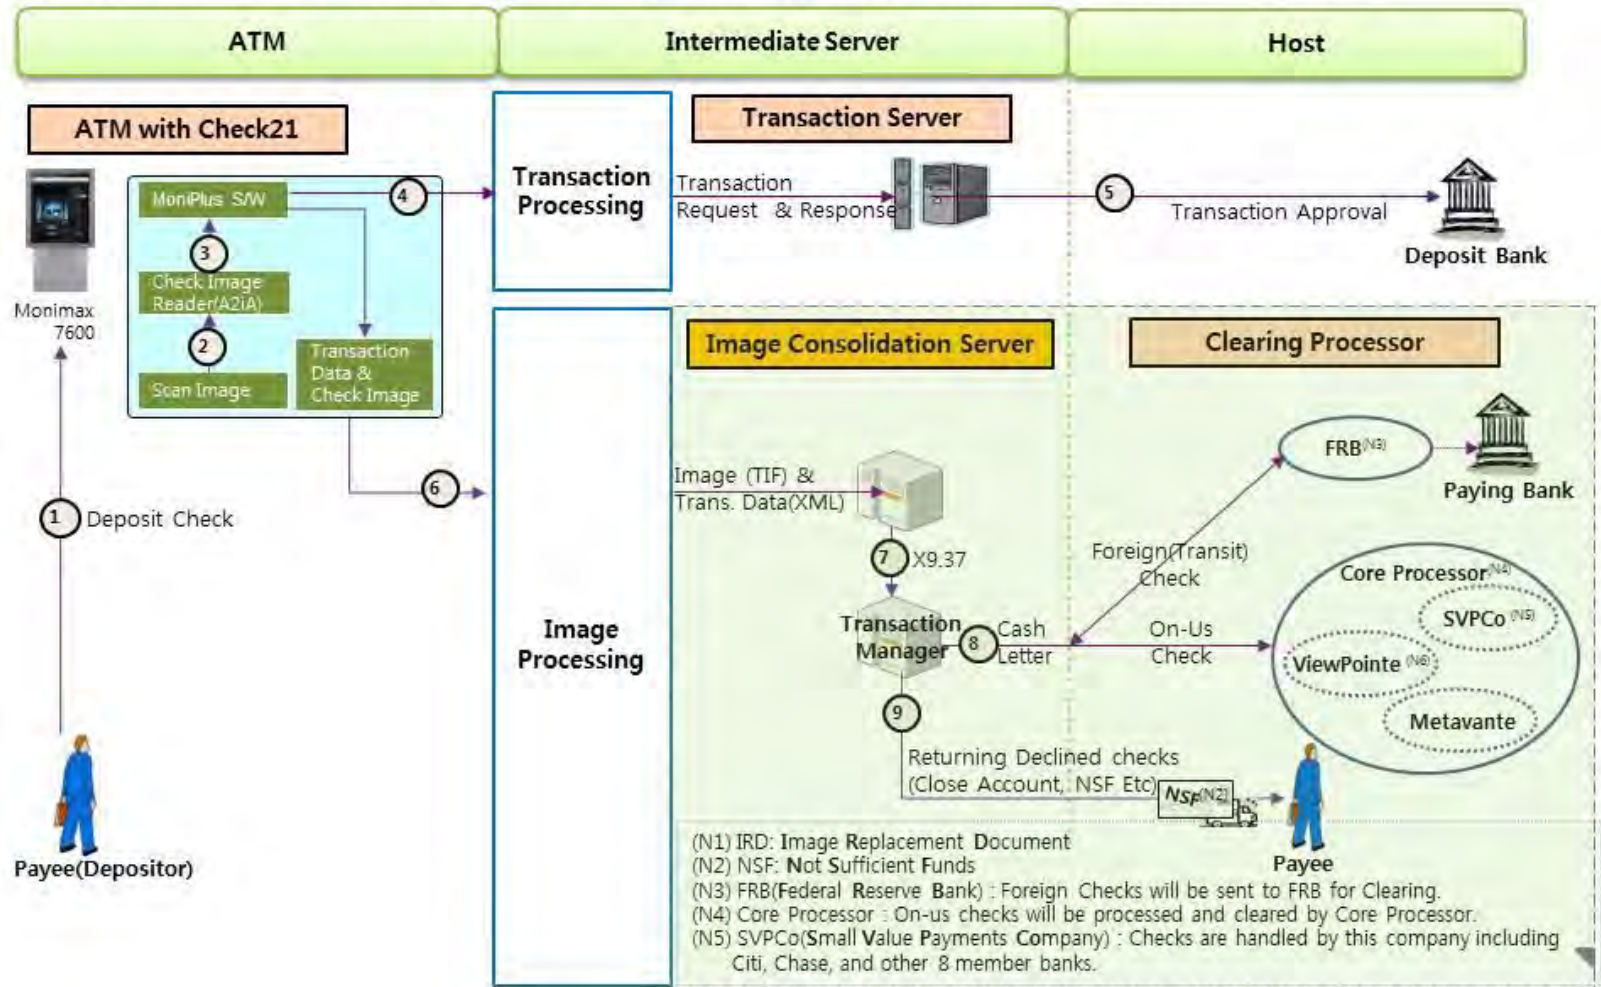 ATM
Intermediate Server
Host
ATM with Check21
Transaction Server
Monimax
7600
MoniPlus S/W
4
3
Check Image
Reader(A2iA)
2
Scan Image
Transaction
Data &
Check Image
Transaction
Processing
Transaction
Request & Response
5
Transaction Approval
Deposit Bank
Image Consolidation Server
Clearing Processor
6
1
Deposit Check
Image
Processing
Image (TIF) &
Trans. Data(XML)
7
X9.37
Transaction
Manager
8
Cash
Letter
9
Foreign(Transit)
Check
On-Us
Check
FRB(N3)
Paying Bank
Core Processor(N4)
SVPCo (N5)
ViewPointe (N6)
Metavante
Returning Declined checks
(Close Account, NSF Etc)
NSF(N2)
Payee(Depositor)
Payee
(N1) IRD: Image Replacement Document
(N2) NSF: Not Sufficient Funds
(N3) FRB(Federal Reserve Bank) : Foreign Checks will be sent to FRB for Clearing.
(N4) Core Processor : On-us checks will be processed and cleared by Core Processor.
(N5) SVPCo(Small Value Payments Company) : Checks are handled by this company including
Citi, Chase, and other 8 member banks.